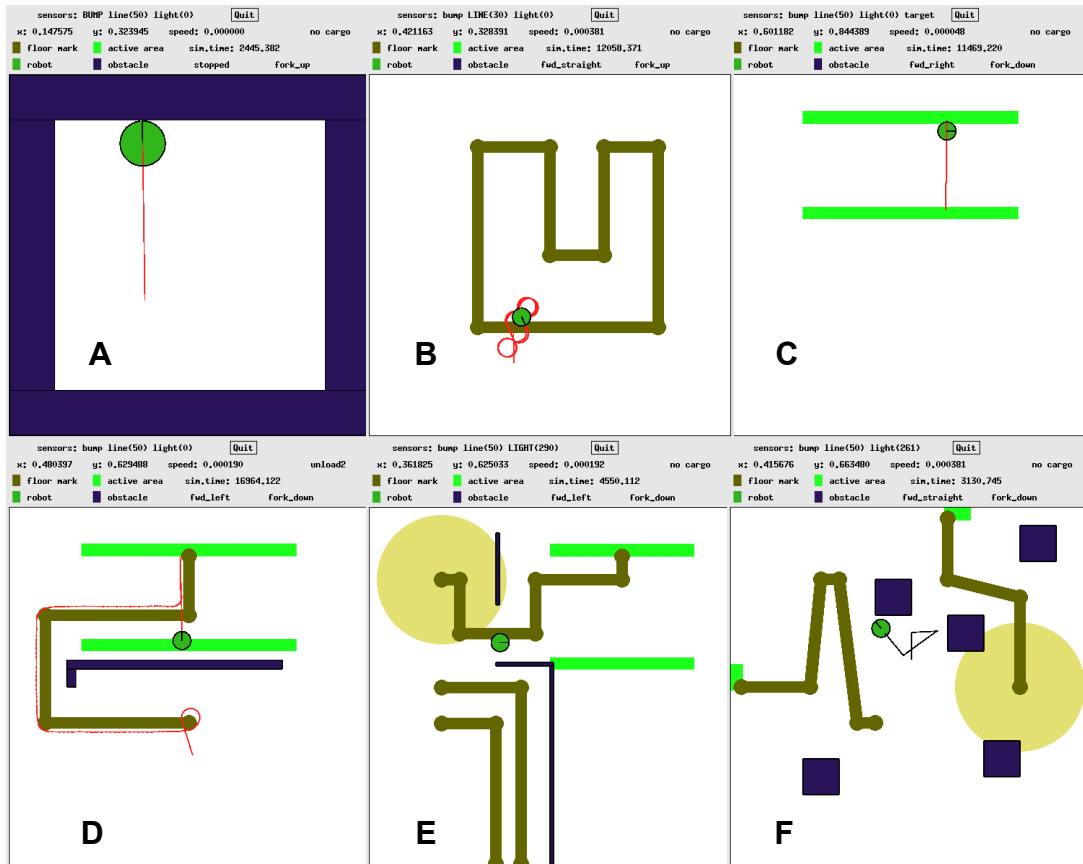 sensors: BUMP line(50) light(0) Quit
x: 0.147575 y: 0.323945 speed: 0.000000 no cargo
floor mark active area sim.time: 2445.382
robot obstacle stopped fork_up
A
sensors: bump LINE(30) light(0) Quit
x: 0.421163 y: 0.328391 speed: 0.000381 no cargo
floor mark active area sim.time: 12058.371
robot obstacle fwd_straight fork_up
B
sensors: bump line(50) light(0) target Quit
x: 0.601182 y: 0.844389 speed: 0.000048 no cargo
floor mark active area sim.time: 11469.220
robot obstacle fwd_right fork_down
C
sensors: bump line(50) light(0) Quit
x: 0.480397 y: 0.629488 speed: 0.000190 unload2
floor mark active area sim.time: 16964.122
robot obstacle fwd_left fork_down
D
sensors: bump line(50) LIGHT(290) Quit
x: 0.361825 y: 0.625033 speed: 0.000192 no cargo
floor mark active area sim.time: 4550.112
robot obstacle fwd_left fork_down
E
sensors: bump line(50) light(261) Quit
x: 0.415676 y: 0.663480 speed: 0.000381 no cargo
floor mark active area sim.time: 3130.745
robot obstacle fwd_straight fork_down
F